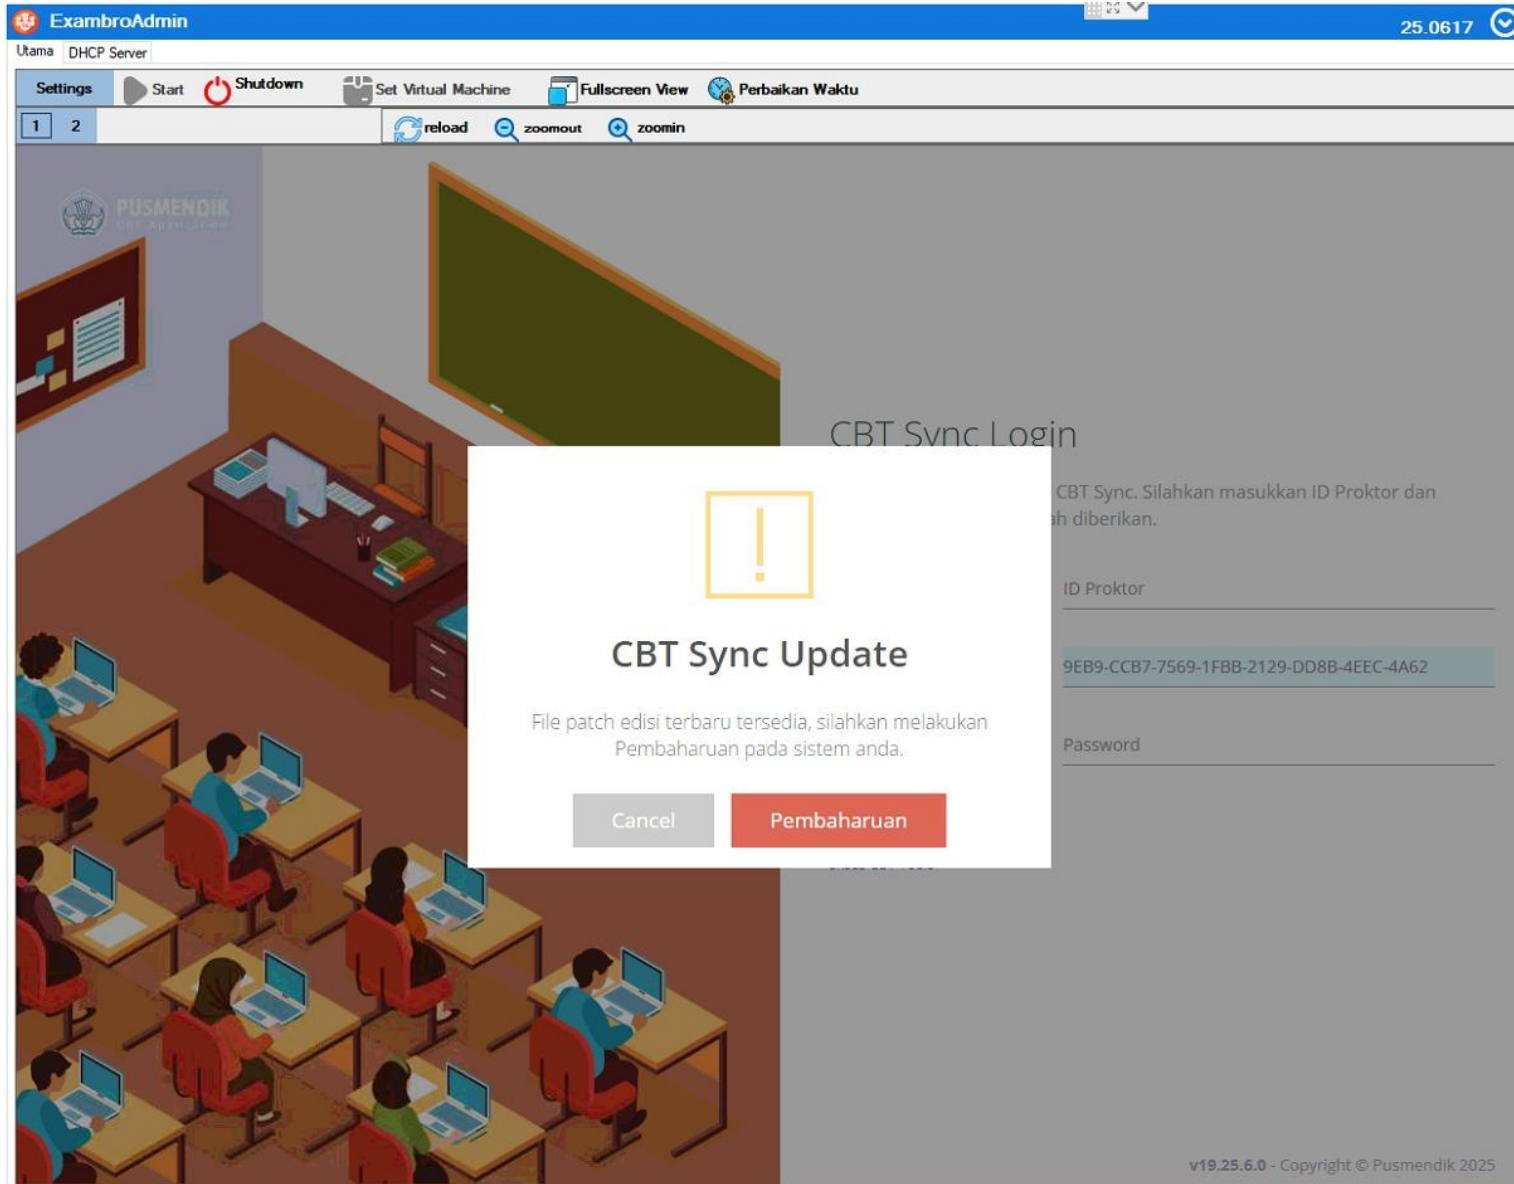 ExambroAdmin
25.0617
Utama DHCP Server
Settings Start Shutdown Set Virtual Machine Fullscreen View Perbaikan Waktu
1 2 reload zoomout zoomin
PUSMENDIK
CBT Sync Login
CBT Sync. Silahkan masukkan ID Proktor dan
diberikan.
ID Proktor
9EB9-CCB7-7569-1FBB-2129-DD8B-4EEC-4A62
Password
CBT Sync Update
File patch edisi terbaru tersedia, silahkan melakukan
Pembaharuan pada sistem anda.
Cancel Pembaharuan
v19.25.6.0 - Copyright © Pusmendik 2025